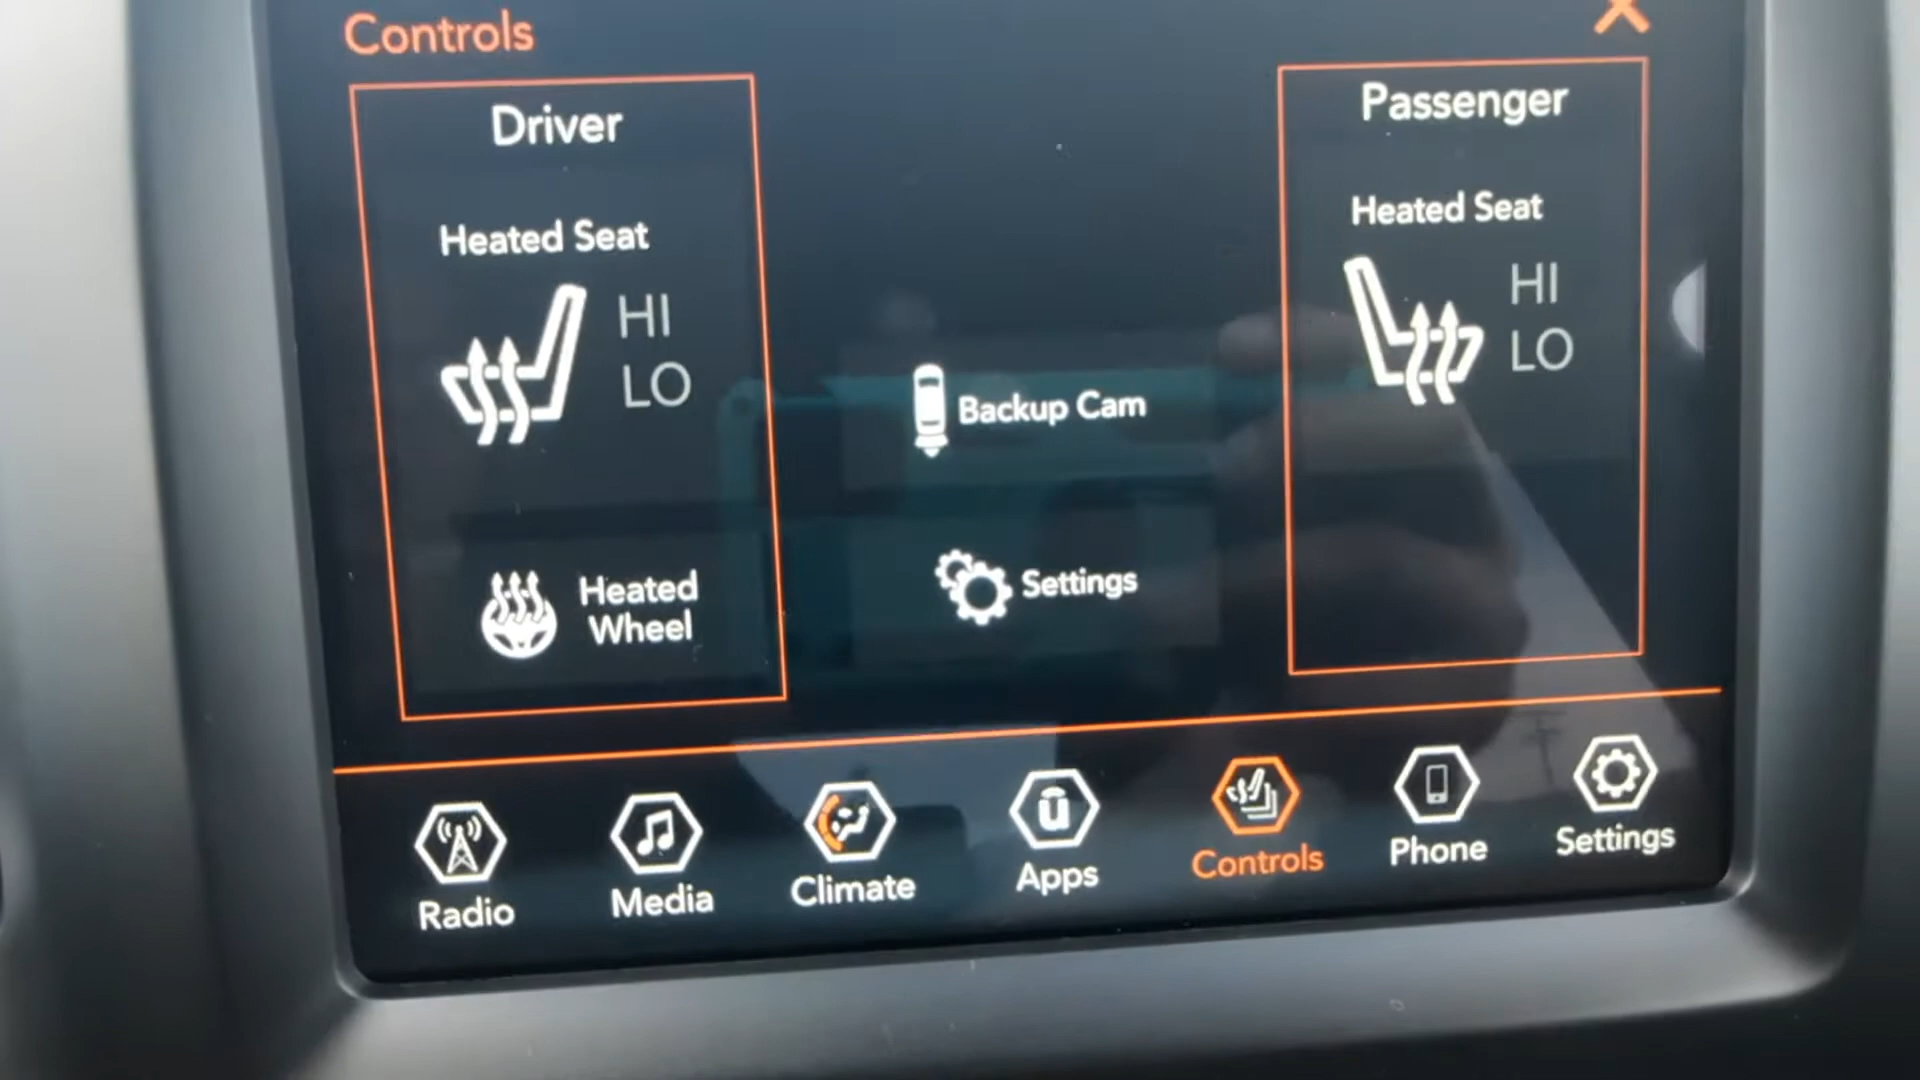 Controls
Driver
Heated Seat
HI
LO
Heated
Wheel
Backup Cam
Settings
Passenger
Heated Seat
HI
LO
Radio
Media
Climate
Apps
Controls
Phone
Settings